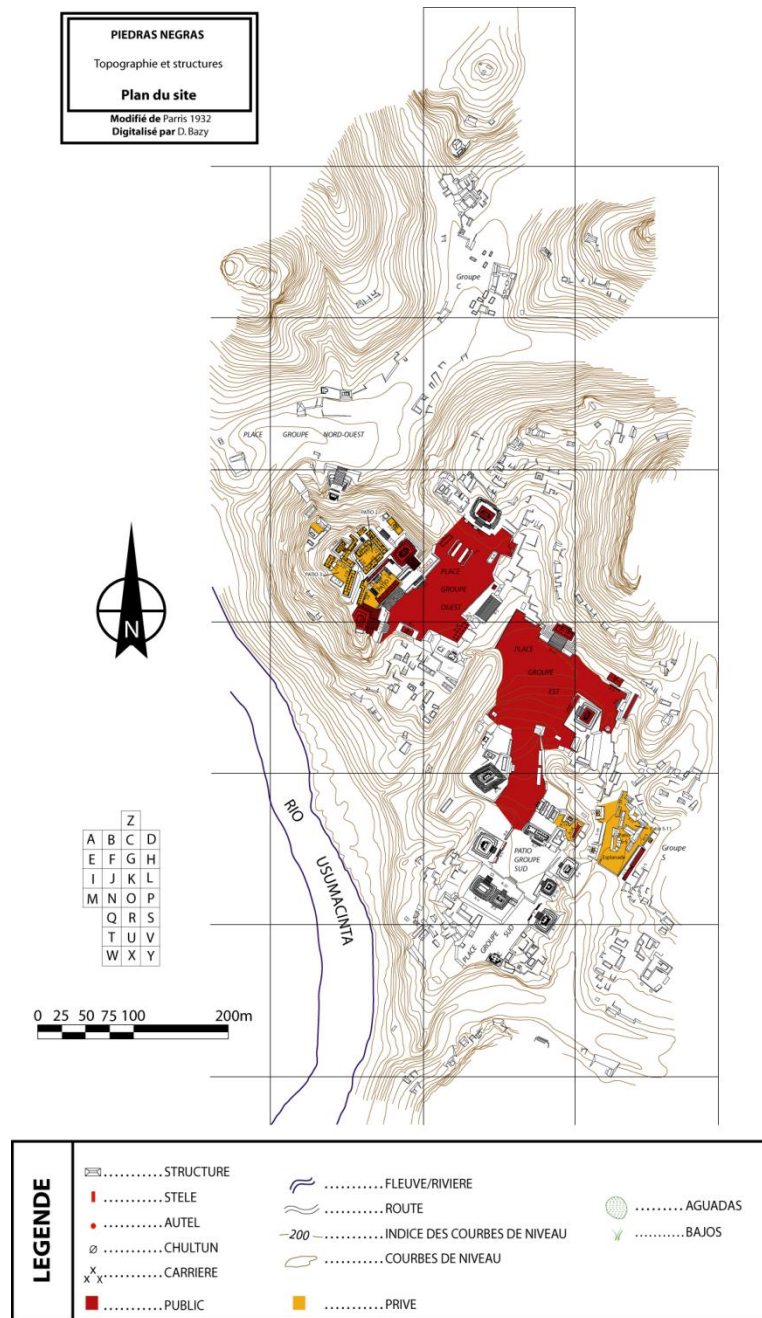 PIEDRAS NEGRAS
Topographie et structures
Plan du site
Modifié de Parris 1932
Digitalisé par D. Bazy
Groupe
C
PLACE GROUPE NORD-OUEST
PATIO 2
PATIO 3
PLACE
GROUPE
OUEST
N
PLACE
GROUPE
EST
RIO
USUMACINTA
Esplanade
Groupe
S
PATIO
GROUPE
SUD
PLACE GROUPE SUD
Z
A B C D
E F G H
I J K L
M N O P
Q R S
T U V
W X Y
0 25 50 75 100 200m
LEGENDE
STRUCTURE
STELE
AUTEL
CHULTUN
CARRIERE
PUBLIC
FLEUVE/RIVIERE
ROUTE
200 INDICE DES COURBES DE NIVEAU
COURBES DE NIVEAU
PRIVE
AGUADAS
BAJOS